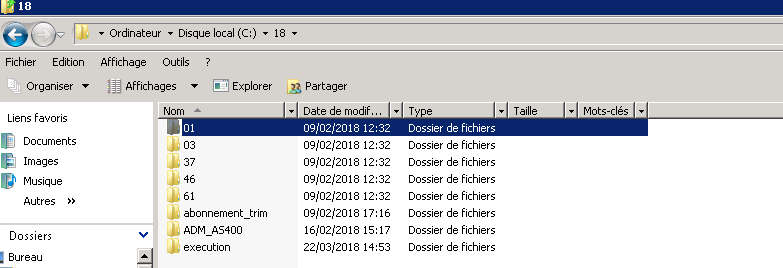 18
Ordinateur Disque local (C:) 18
Fichier Edition Affichage Outils ?
Organiser Affichages Explorer Partager
Liens favoris
Documents
Images
Musique
Autres »
Dossiers
Bureau
Nom Date de modif... Type Taille Mots-clés
01 09/02/2018 12:32 Dossier de fichiers
03 09/02/2018 12:32 Dossier de fichiers
37 09/02/2018 12:32 Dossier de fichiers
46 09/02/2018 12:32 Dossier de fichiers
61 09/02/2018 12:32 Dossier de fichiers
abonnement_trim 09/02/2018 17:16 Dossier de fichiers
ADM_AS400 16/02/2018 15:17 Dossier de fichiers
execution 22/03/2018 14:53 Dossier de fichiers